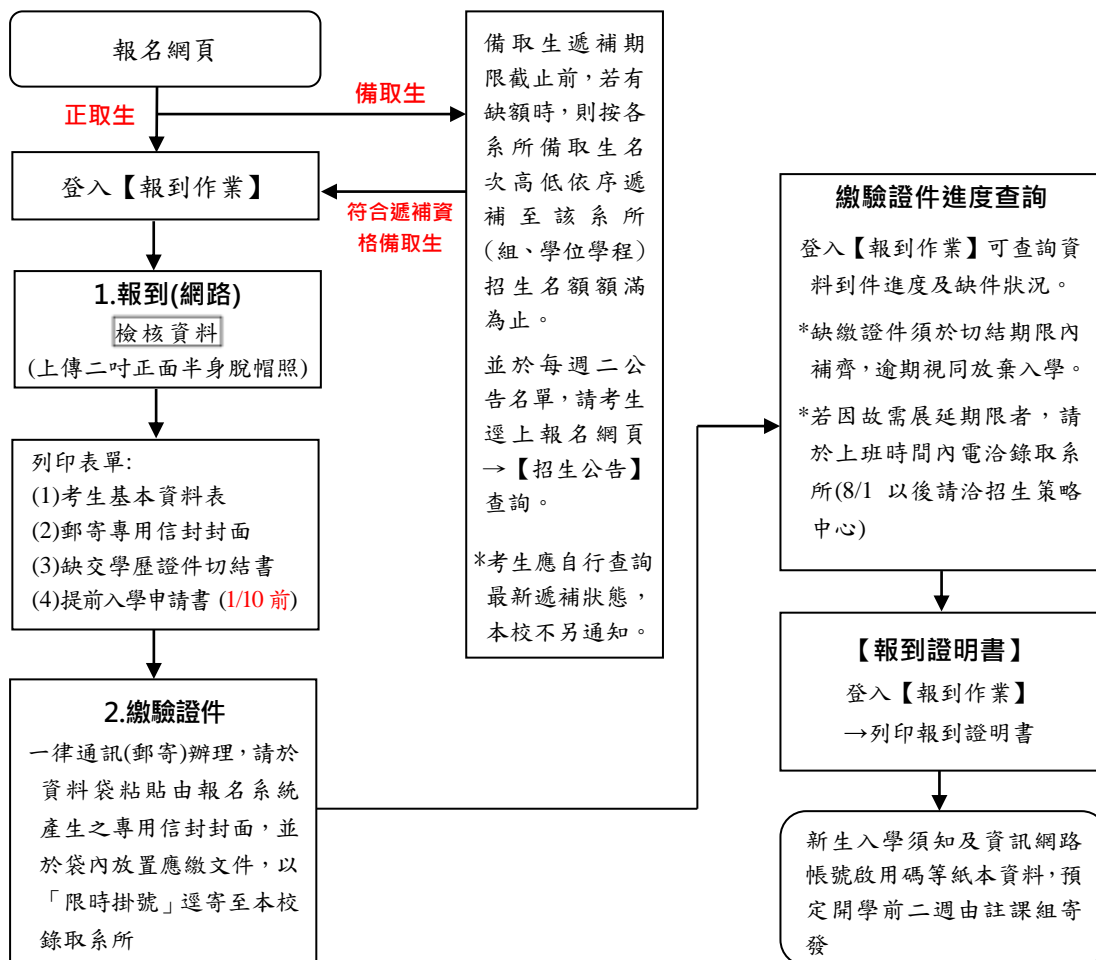 報名網頁
正取生
備取生
登入【報到作業】
符合遞補資
格備取生
1.報到(網路)
檢核資料
(上傳二吋正面半身脫帽照)
列印表單:
(1)考生基本資料表
(2)郵寄專用信封封面
(3)缺交學歷證件切結書
(4)提前入學申請書 (1/10 前)
2.繳驗證件
一律通訊(郵寄)辦理，請於
資料袋粘貼由報名系統
產生之專用信封封面，並
於袋內放置應繳文件，以
「限時掛號」逕寄至本校
錄取系所
備取生遞補期
限截止前，若有
缺額時，則按各
系所備取生名
次高低依序遞
補至該系所
(組、學位學程)
招生名額額滿
為止。
並於每週二公
告名單，請考生
逕上報名網頁
→【招生公告】
查詢。
*考生應自行查詢
最新遞補狀態，
本校不另通知。
繳驗證件進度查詢
登入【報到作業】可查詢資
料到件進度及缺件狀況。
*缺繳證件須於切結期限內
補齊，逾期視同放棄入學。
*若因故需展延期限者，請
於上班時間內電洽錄取系
所(8/1 以後請洽招生策略
中心)
【報到證明書】
登入【報到作業】
→列印報到證明書
新生入學須知及資訊網路
帳號啟用碼等紙本資料，預
定開學前二週由註課組寄
發